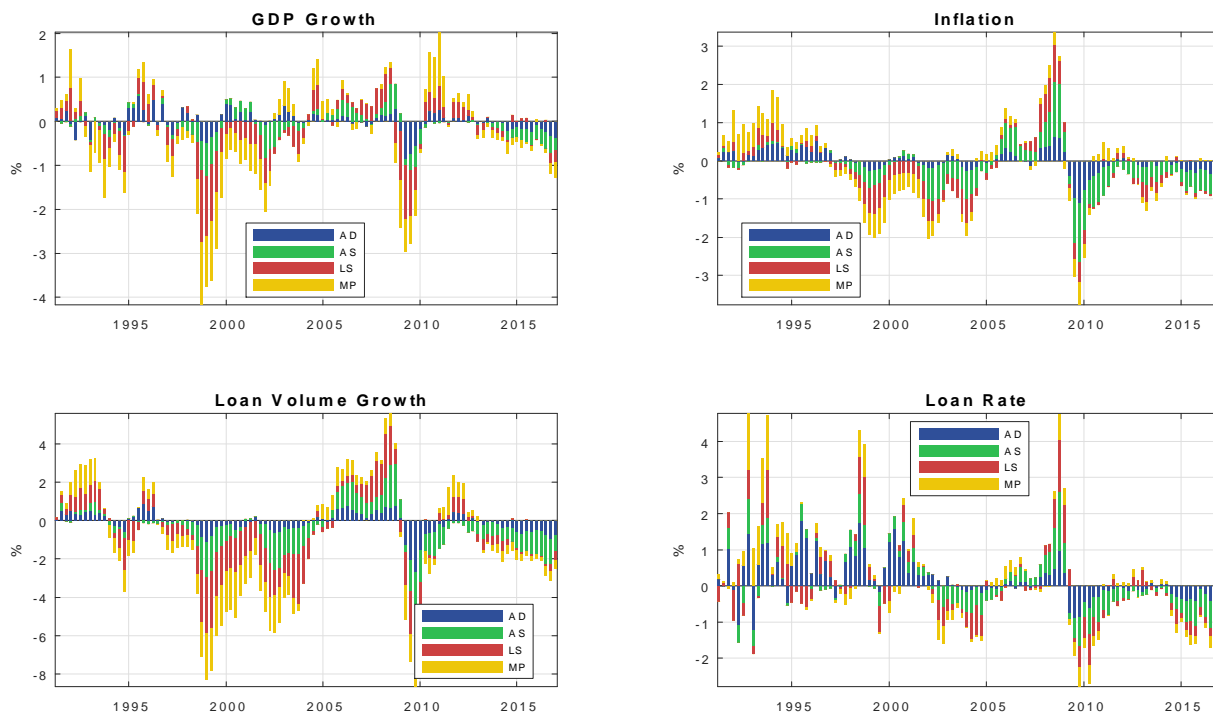 GDP Growth
2
1
0
-1
-2
-3
-4
%
AD
AS
LS
MP
1995
2000
2005
2010
2015
Inflation
3
2
1
0
-1
-2
-3
%
AD
AS
LS
MP
1995
2000
2005
2010
2015
Loan Volume Growth
4
2
0
-2
-4
-6
-8
%
AD
AS
LS
MP
1995
2000
2005
2010
2015
Loan Rate
4
3
2
1
0
-1
-2
%
AD
AS
LS
MP
1995
2000
2005
2010
2015